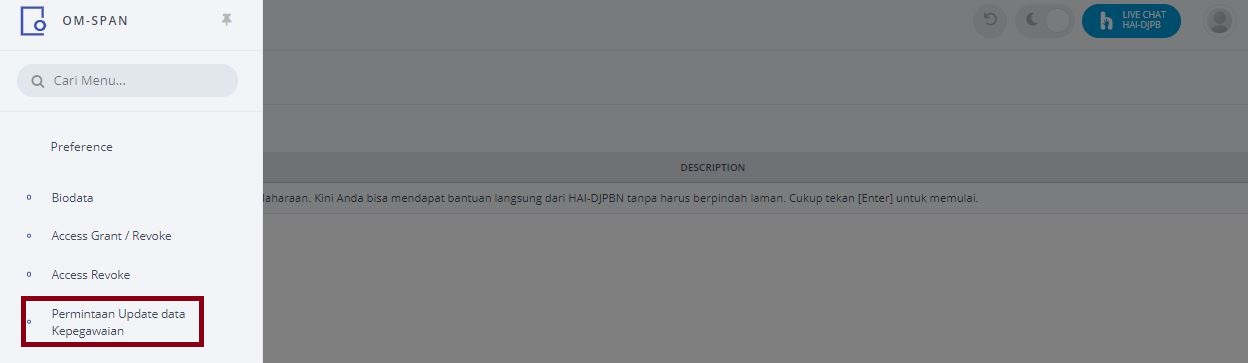 OM-SPAN
LIVE CHAT
HAI-DJPB
Cari Menu...
Preference
DESCRIPTION
Biodata
laharaan. Kini Anda bisa mendapat bantuan langsung dari HAI-DJPBN tanpa harus berpindah laman. Cukup tekan [Enter] untuk memulai.
Access Grant / Revoke
Access Revoke
Permintaan Update data
Kepegawaian